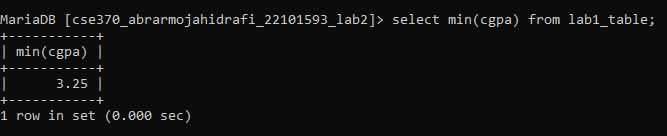 MariaDB [cse370_abrarmojahidrafi_22101593_lab2]> select min(cgpa) from lab1_table;
+-----------+
| min(cgpa) |
+-----------+
|      3.25 |
+-----------+
1 row in set (0.000 sec)